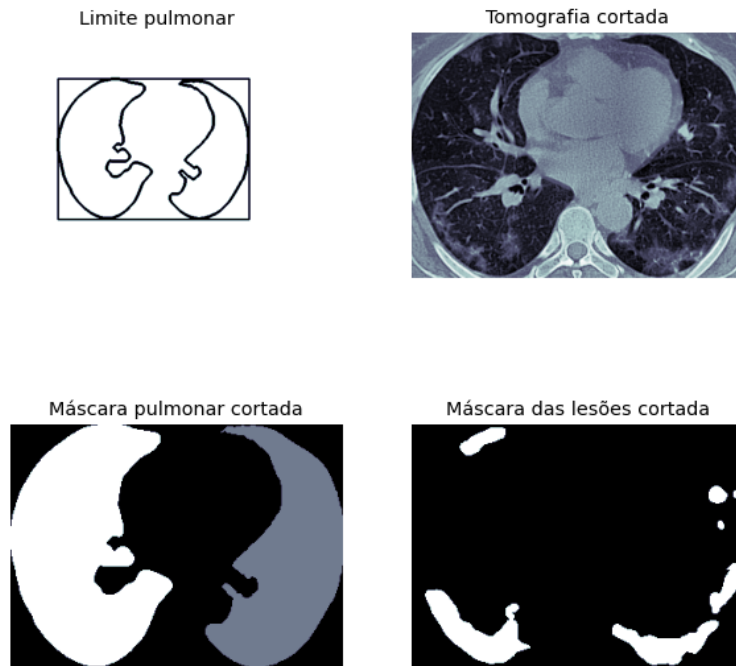 Limite pulmonar
Tomografia cortada
Máscara pulmonar cortada
Máscara das lesões cortada